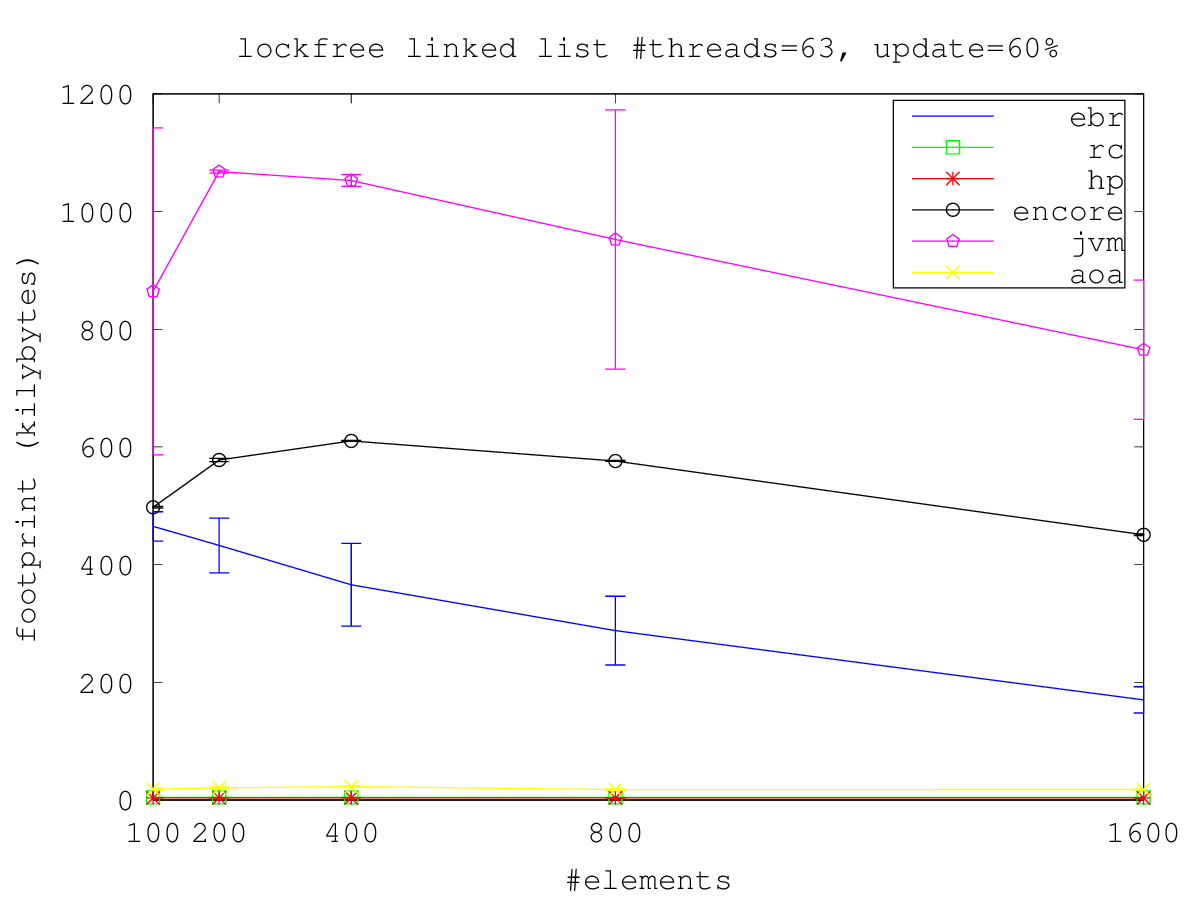 lockfree linked list #threads=63, update=60%
1200
1000
800
600
400
200
0
footprint (kilybytes)
ebr
rc
hp
encore
jvm
aoa
100 200 400 800 1600
#elements